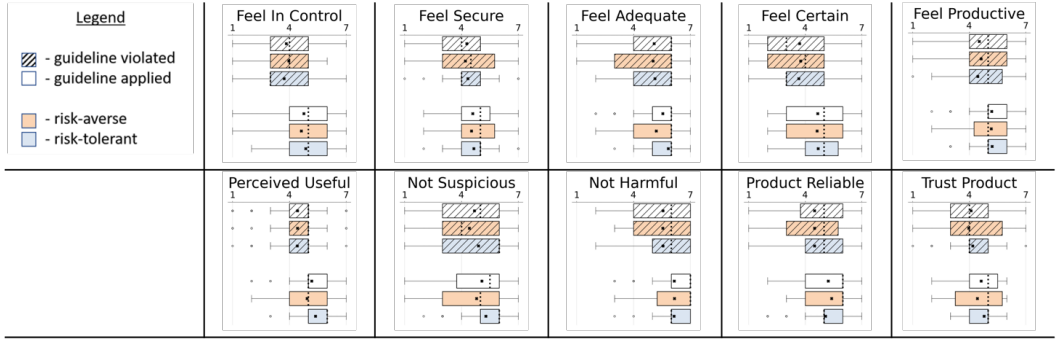 Legend
- guideline violated
- guideline applied
- risk-averse
- risk-tolerant
Feel In Control
1 4 7
Feel Secure
1 4 7
Feel Adequate
1 4 7
Feel Certain
1 4 7
Feel Productive
1 4 7
Perceived Useful
1 4 7
Not Suspicious
1 4 7
Not Harmful
1 4 7
Product Reliable
1 4 7
Trust Product
1 4 7